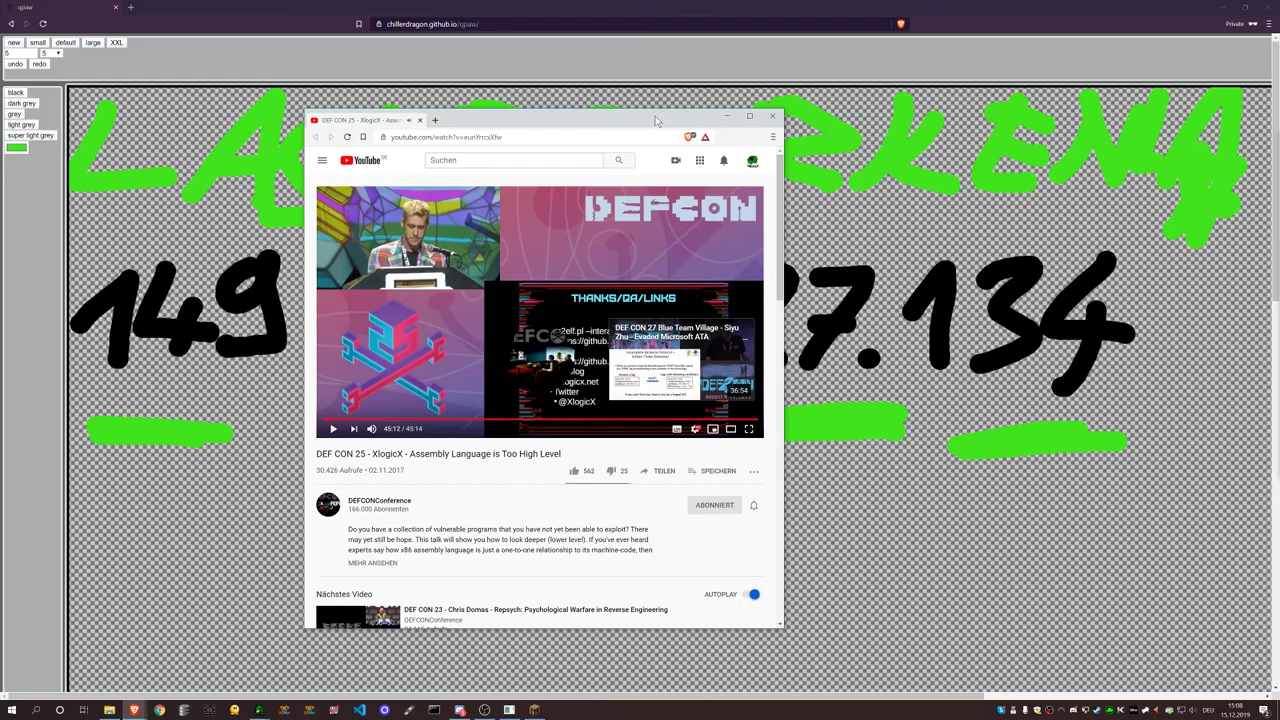 qpaw
chillerdragon.github.io/qpaw/
Private
new small default large XXL
5 5
undo redo
black
dark grey
grey
light grey
super light grey
149
7.134
DEF CON 25 - XlogicX - Assem
youtube.com/watch?v=eunYrrcxXfw
YouTube DE
Suchen
DEFCON
THANKS/QA/LINKS
DEF CON 27 Blue Team Village - Siyu
Zhu - Evaded Microsoft ATA
36:54
• @XlogicX
45:12 / 45:14
DEF CON 25 - XlogicX - Assembly Language is Too High Level
30.426 Aufrufe • 02.11.2017
562 25 TEILEN SPEICHERN
DEFCONConference
166.000 Abonnenten
ABONNIERT
Do you have a collection of vulnerable programs that you have not yet been able to exploit? There
may yet still be hope. This talk will show you how to look deeper (lower level). If you've ever heard
experts say how x86 assembly language is just a one-to-one relationship to its machine-code, then
MEHR ANSEHEN
Nächstes Video
AUTOPLAY
DEF CON 23 - Chris Domas - Repsych: Psychological Warfare in Reverse Engineering
DEFCONConference
DEU
15:08
15.12.2019